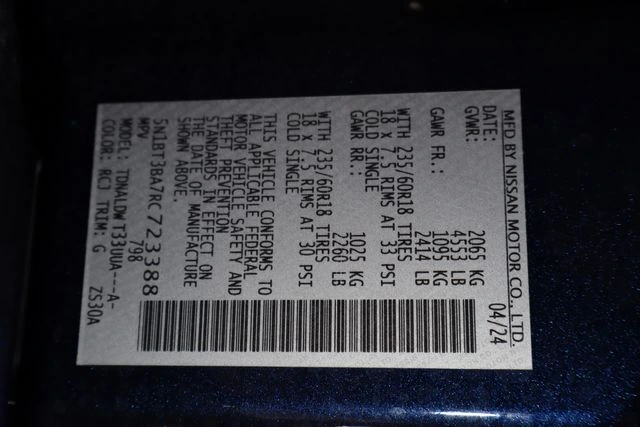 MFD BY NISSAN MOTOR CO., LTD.
DATE: 04/24
GVWR: 2065 KG
4553 LB
GAWR FR.: 1095 KG
2414 LB
WITH 235/60R18 TIRES
18 X 7.5 RIMS AT 33 PSI
COLD SINGLE
GAWR RR.: 1025 KG
2260 LB
WITH 235/60R18 TIRES
18 X 7.5 RIMS AT 30 PSI
COLD SINGLE
THIS VEHICLE CONFORMS TO
ALL APPLICABLE FEDERAL
MOTOR VEHICLE SAFETY AND
THEFT PREVENTION
STANDARDS IN EFFECT ON
THE DATE OF MANUFACTURE
SHOWN ABOVE.
5N1BT3BA7RC723388
MPV 798
MODEL: TDNALDW T33UUA---A-
COLOR: RCJ TRIM: G ZS30A